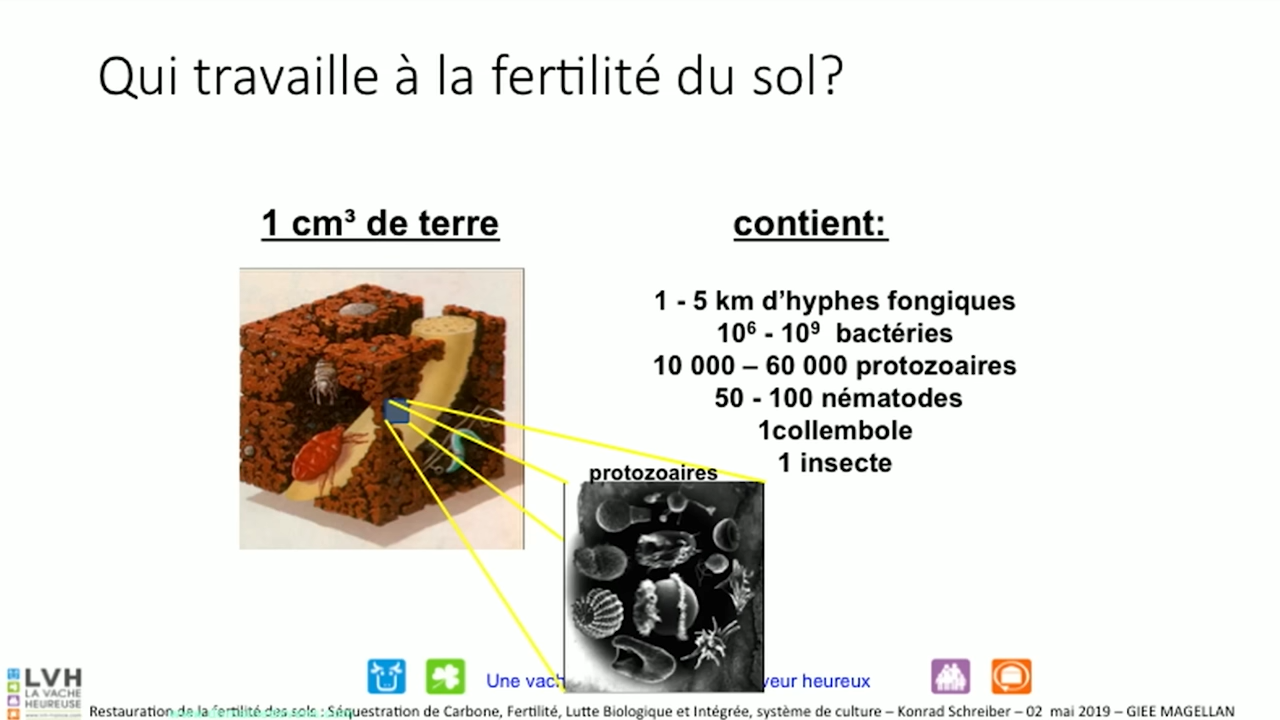 Qui travaille à la fertilité du sol?
1 cm³ de terre
contient:
1 - 5 km d’hyphes fongiques
10⁶ - 10⁹ bactéries
10 000 – 60 000 protozoaires
50 - 100 nématodes
1collembole
1 insecte
protozoaires
LVH
LA VACHE
HEUREUSE
Une heureux
Restauration de la fertilité des sols : Séquestration de Carbone, Fertilité, Lutte Biologique et Intégrée, système de culture – Konrad Schreiber – 02 mai 2019 – GIEE MAGELLAN